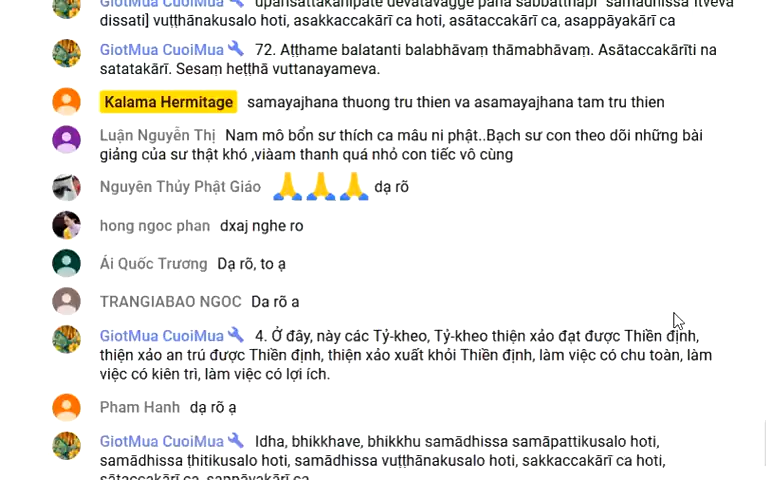 GiotMua CuoiMua upanisattakanipāte devatāvagge pana sabbatthāpi "samādhissa"itveva
dissati] vuṭṭhānakusalo hoti, asakkaccakārī ca hoti, asātaccakārī ca, asappāyakārī ca
GiotMua CuoiMua 72. Aṭṭhame balatanti balabhāvaṃ thāmabhāvaṃ. Asātaccakārīti na
satatakārī. Sesaṃ heṭṭhā vuttanayameva.
Kalama Hermitage samayajhana thuong tru thien va asamayajhana tam tru thien
Luận Nguyễn Thị Nam mô bổn sư thích ca mâu ni phật..Bạch sư con theo dõi những bài
giảng của sư thật khó ,viàam thanh quá nhỏ con tiếc vô cùng
Nguyên Thủy Phật Giáo 🙏🙏🙏 dạ rõ
hong ngoc phan dxaj nghe ro
Ái Quốc Trương Dạ rõ, to ạ
TRANGIABAO NGOC Da rõ a
GiotMua CuoiMua 4. Ở đây, này các Tỷ-kheo, Tỷ-kheo thiện xảo đạt được Thiền định,
thiện xảo an trú được Thiền định, thiện xảo xuất khỏi Thiền định, làm việc có chu toàn, làm
việc có kiên trì, làm việc có lợi ích.
Pham Hanh dạ rõ ạ
GiotMua CuoiMua Idha, bhikkhave, bhikkhu samādhissa samāpattikusalo hoti,
samādhissa ṭhitikusalo hoti, samādhissa vuṭṭhānakusalo hoti, sakkaccakārī ca hoti,
sātaccakārī ca, sappāyakārī ca